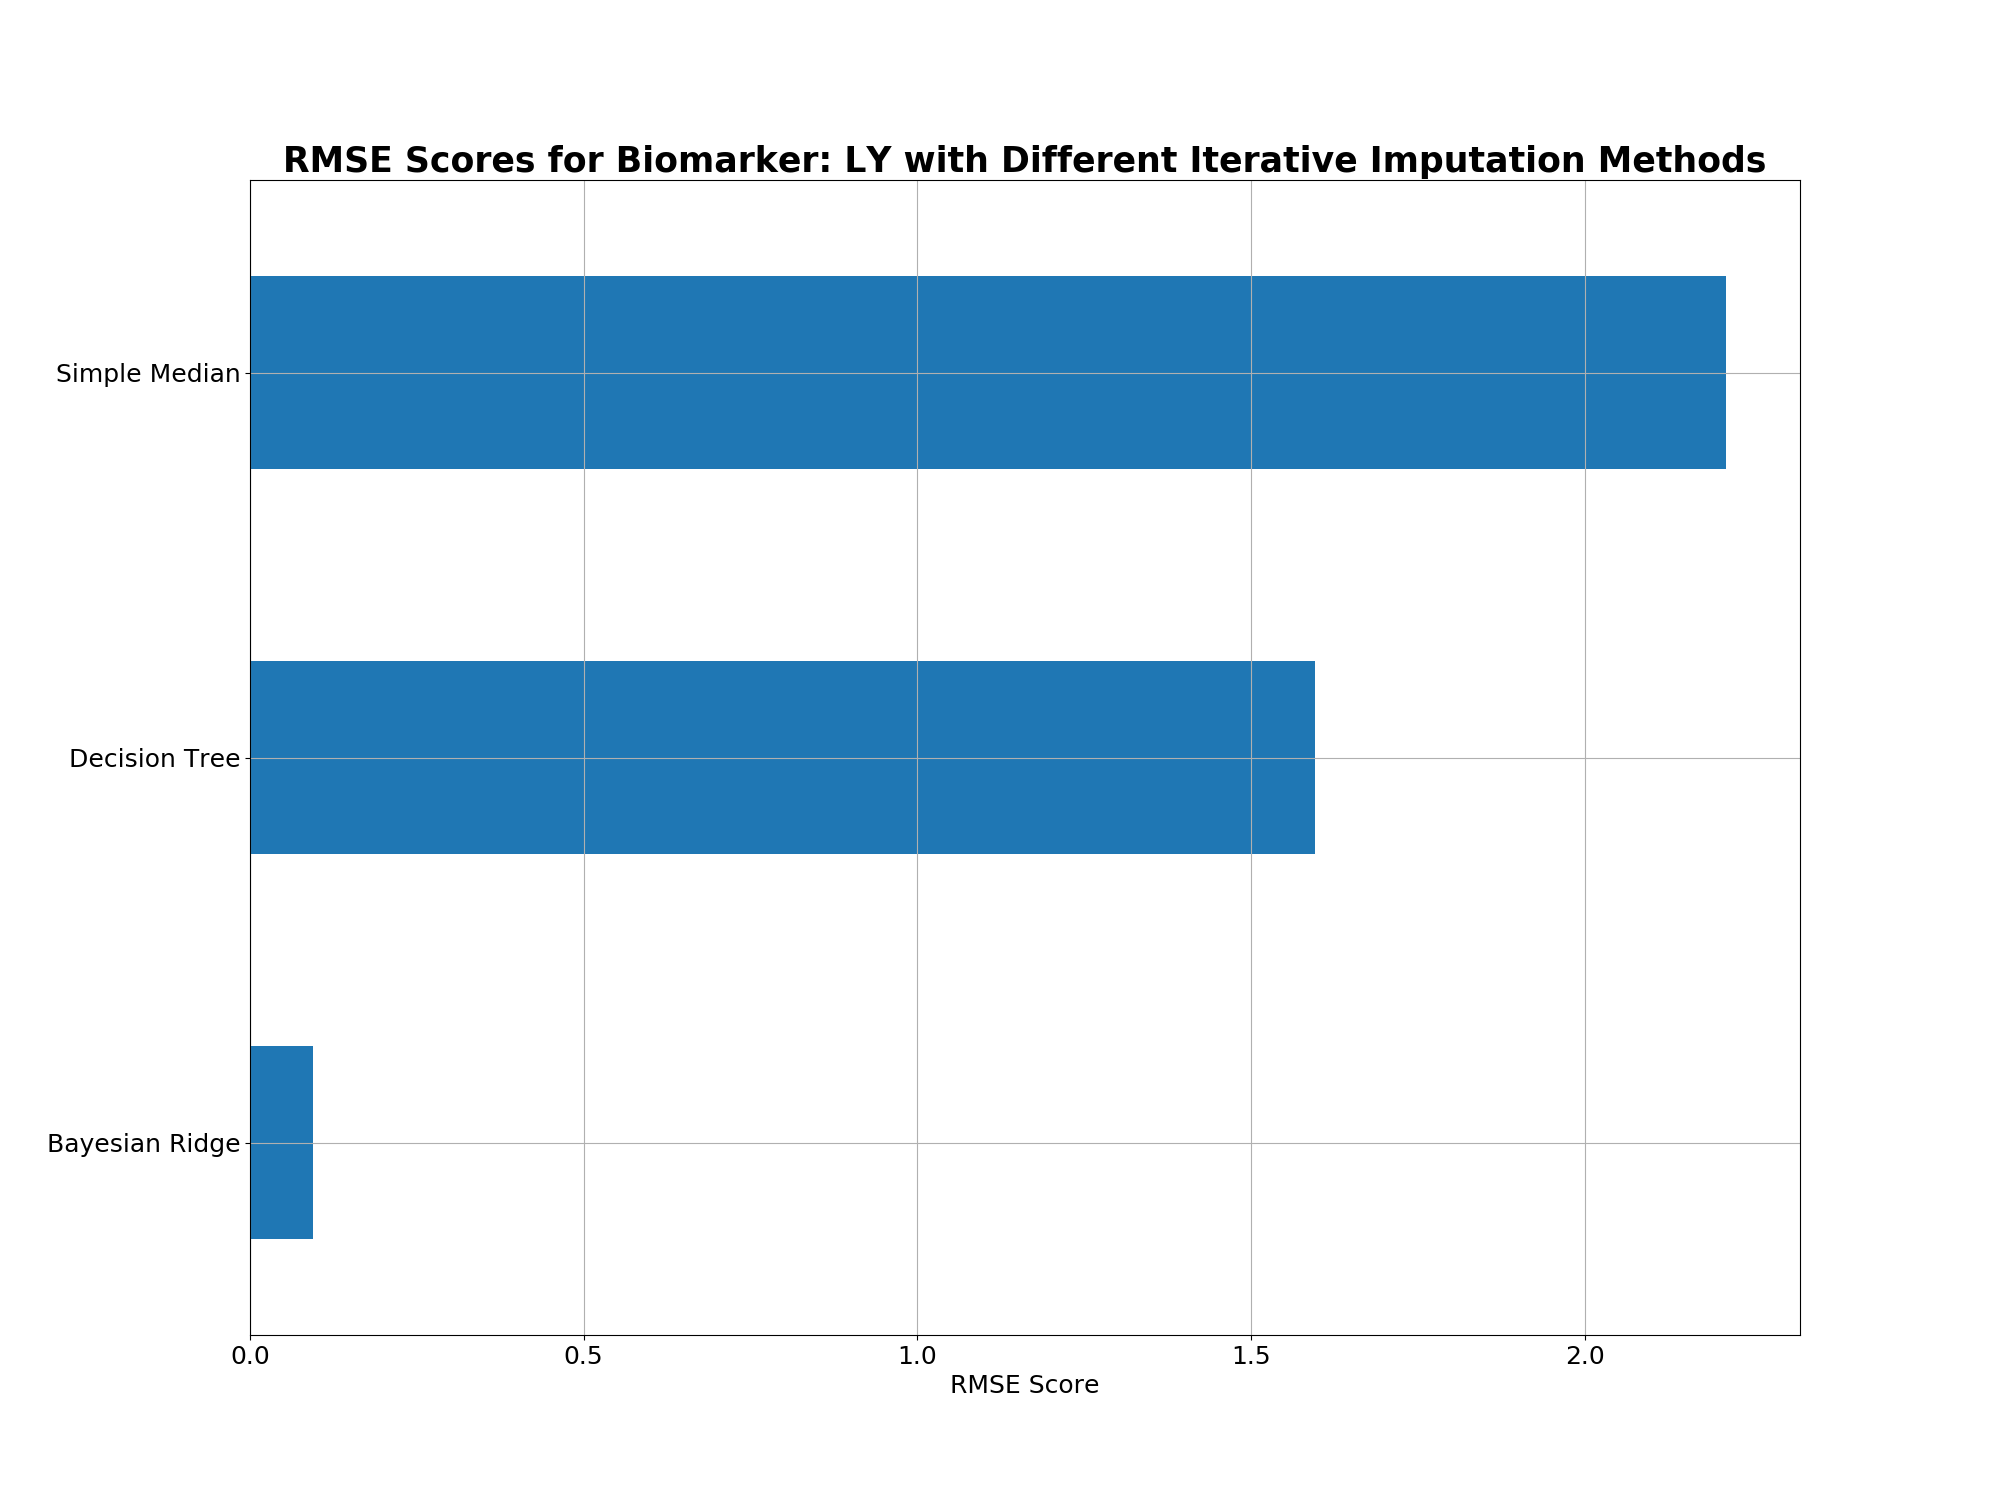 RMSE Scores for Biomarker: LY with Different Iterative Imputation Methods
Simple Median
Decision Tree
Bayesian Ridge
0.0 0.5 1.0 1.5 2.0
RMSE Score